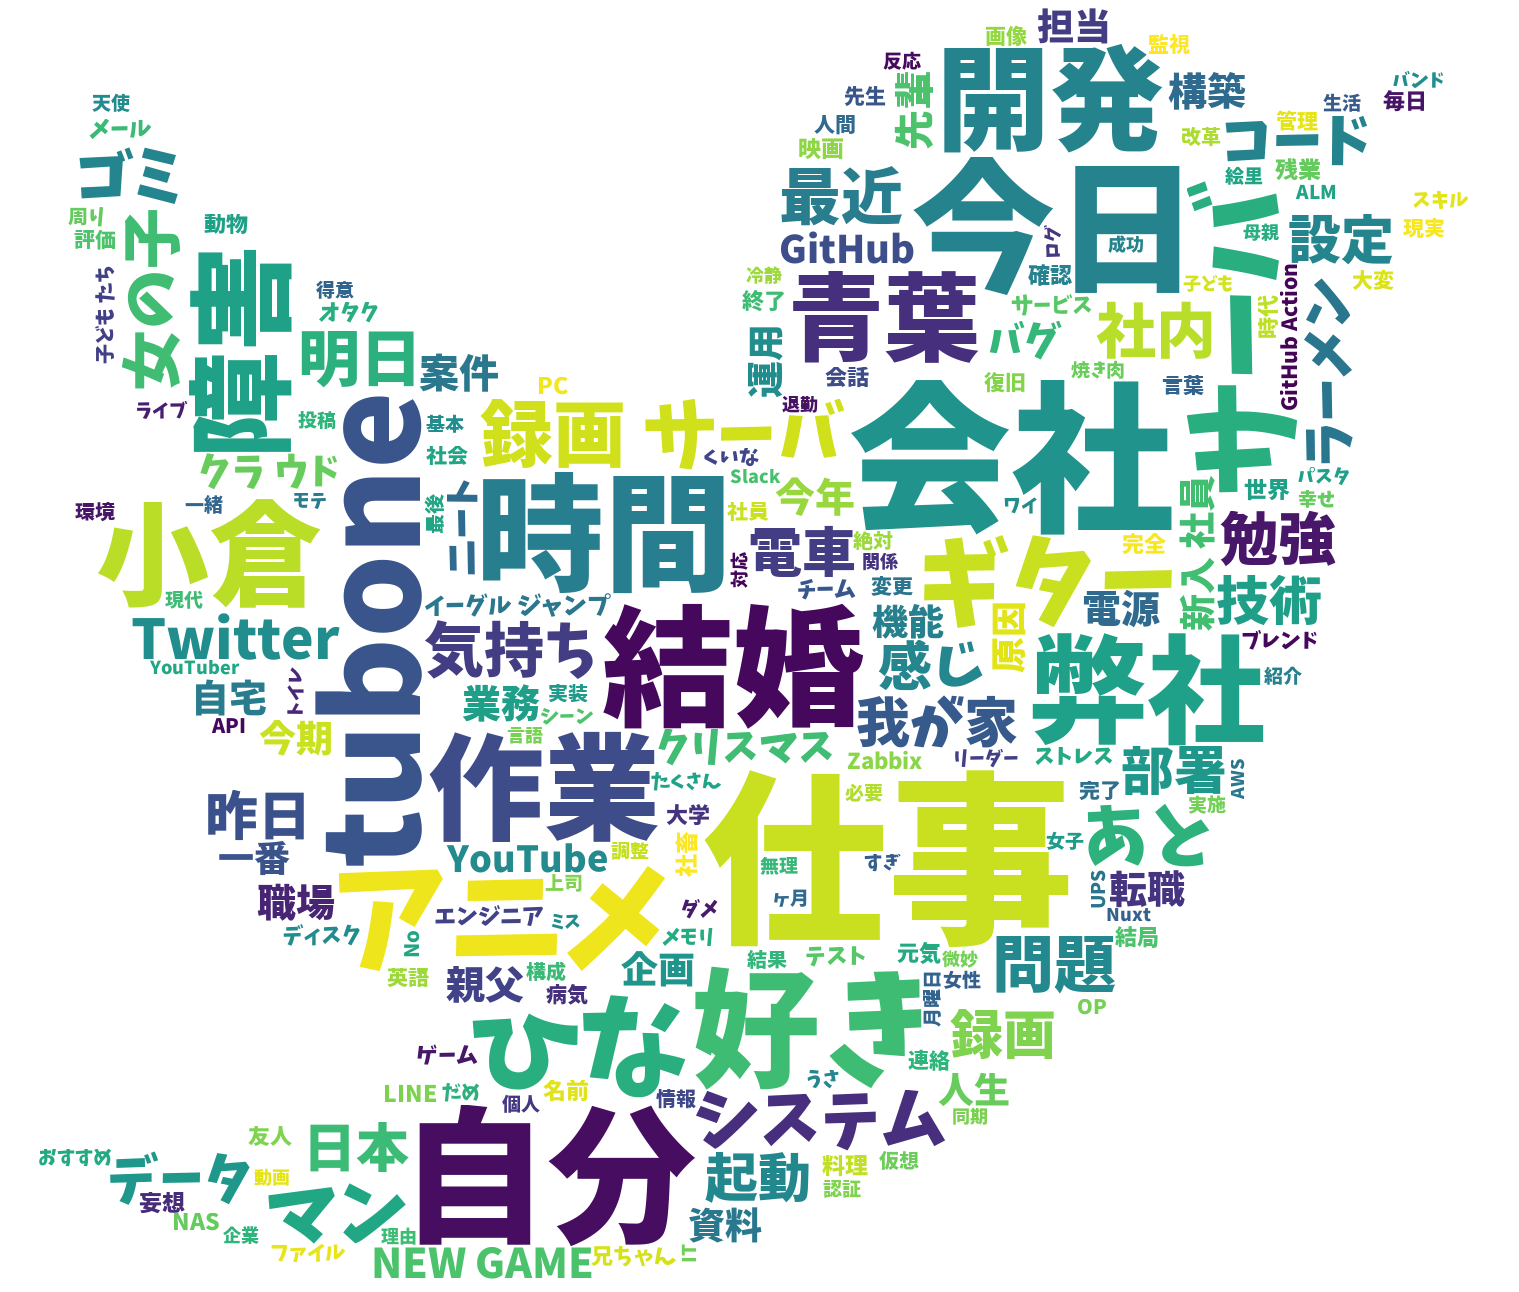 担当
画像
監視
反応
開発
先輩
構築
バンド
毎日
生活
先生
天使
メール
人間
映画
管理
改革
コード
残業
絵里
ALM
ゴミ
最近
今日
サーバー
スキル
現実
周り
評価
女の子
動物
GitHub
ログ
成功
母親
設定
大変
子どもたち
障害
得意
オタク
冷静
終了
青葉
確認
子ども
サービス
時代
GitHub Action
ラーメン
明日
案件
運用
会話
バグ
社内
復旧
焼き肉
言葉
ライブ
投稿
PC
基本
社会
録画
サーバ
退勤
くいな
会社
クラウド
tubone
Slack
パスタ
世界
幸せ
環境
一緒
モテ
最後
時間
社員
今年
ワイ
社員
勉強
小倉
現代
対応
電車
絶対
関係
ギター
完全
新入
技術
イーグルジャンプ
チーム
変更
電源
Twitter
YouTuber
気持ち
結婚
機能
感じ
原因
弊社
ブレンド
紹介
自宅
API
今期
業務
実装
シーン
言語
我が家
作業
クリスマス
たくさん
Zabbix
リーダー
ストレス
部署
AWS
昨日
一番
大学
仕事
必要
完了
実施
あと
女子
YouTube
調整
社畜
無理
すぎ
職場
アニメ
上司
エンジニア
ミス
ダメ
ヶ月
UPS
転職
Nuxt
ディスク
No
メモリ
結局
英語
親父
構成
病気
企画
結果
テスト
元気
微妙
女性
問題
月曜日
OP
ひな
好き
録画
ゲーム
連絡
LINE
だめ
個人
名前
情報
うさ
人生
同期
自分
システム
友人
日本
おすすめ
データ
動画
妄想
起動
料理
仮想
認証
NAS
企業
マン
理由
資料
ファイル
NEW GAME
兄ちゃん